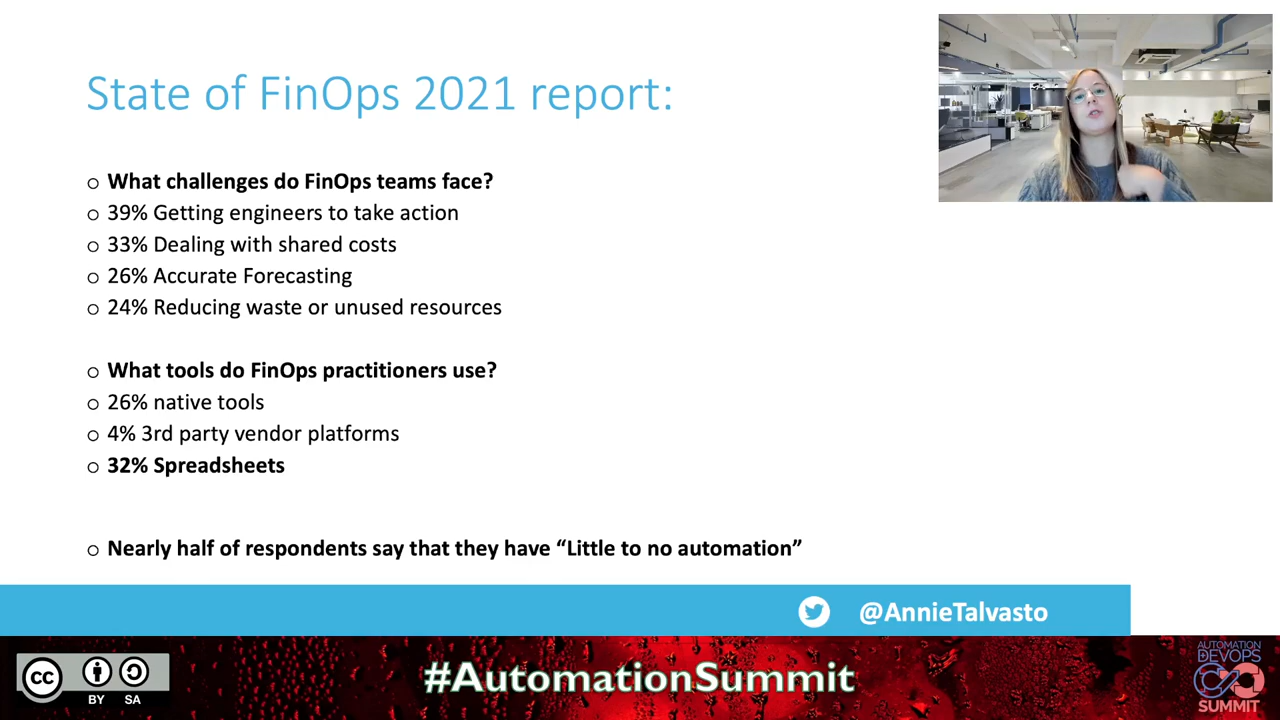 State of FinOps 2021 report:
○ What challenges do FinOps teams face?
○ 39% Getting engineers to take action
○ 33% Dealing with shared costs
○ 26% Accurate Forecasting
○ 24% Reducing waste or unused resources
○ What tools do FinOps practitioners use?
○ 26% native tools
○ 4% 3rd party vendor platforms
○ 32% Spreadsheets
○ Nearly half of respondents say that they have “Little to no automation”
@AnnieTalvasto
cc
BY SA
#AutomationSummit
AUTOMATION
DEVOPS
SUMMIT